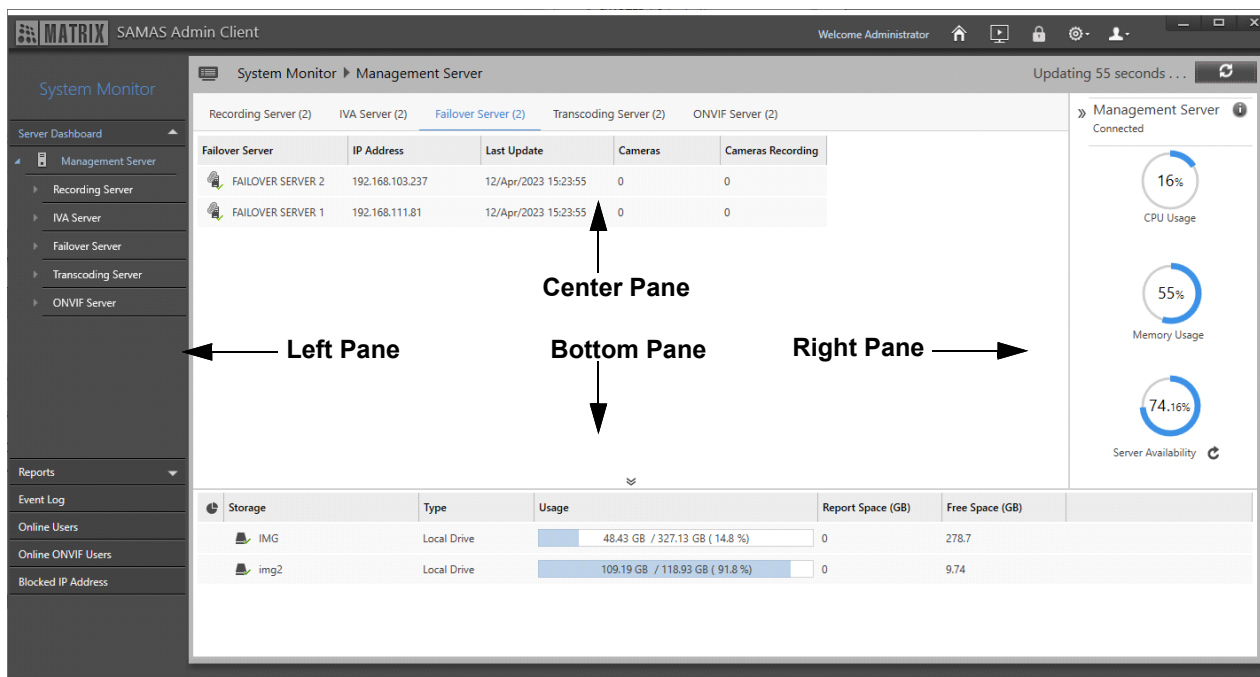 MATRIX SAMAS Admin Client
Welcome Administrator
System Monitor
System Monitor Management Server
Updating 55 seconds . . .
Server Dashboard
Management Server
Recording Server
IVA Server
Failover Server
Transcoding Server
ONVIF Server
Reports
Event Log
Online Users
Online ONVIF Users
Blocked IP Address
Recording Server (2) IVA Server (2) Failover Server (2) Transcoding Server (2) ONVIF Server (2)
Failover Server IP Address Last Update Cameras Cameras Recording
FAILOVER SERVER 2 192.168.103.237 12/Apr/2023 15:23:55 0 0
FAILOVER SERVER 1 192.168.111.81 12/Apr/2023 15:23:55 0 0
Center Pane
Left Pane
Bottom Pane
Right Pane
Management Server
Connected
16%
CPU Usage
55%
Memory Usage
74.16%
Server Availability
Storage Type Usage Report Space (GB) Free Space (GB)
IMG Local Drive 48.43 GB / 327.13 GB ( 14.8 %) 0 278.7
img2 Local Drive 109.19 GB / 118.93 GB ( 91.8 %) 0 9.74